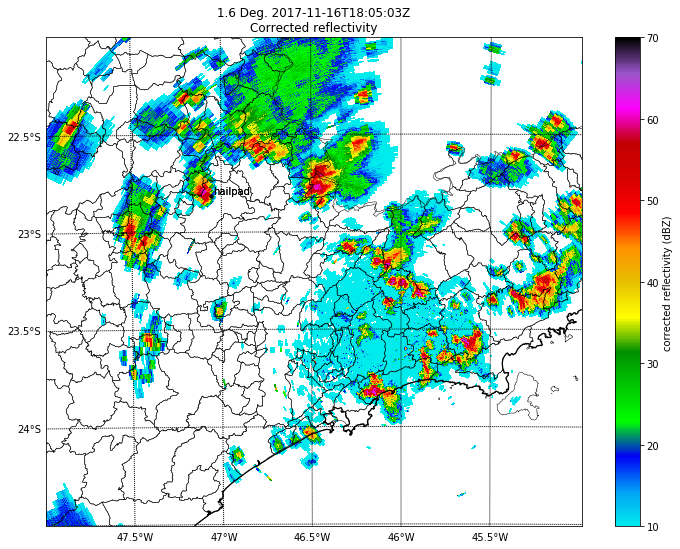 1.6 Deg. 2017-11-16T18:05:03Z
Corrected reflectivity
22.5°S
23°S
23.5°S
24°S
hailpad
47.5°W
47°W
46.5°W
46°W
45.5°W
70
60
50
40
30
20
10
corrected reflectivity (dBZ)